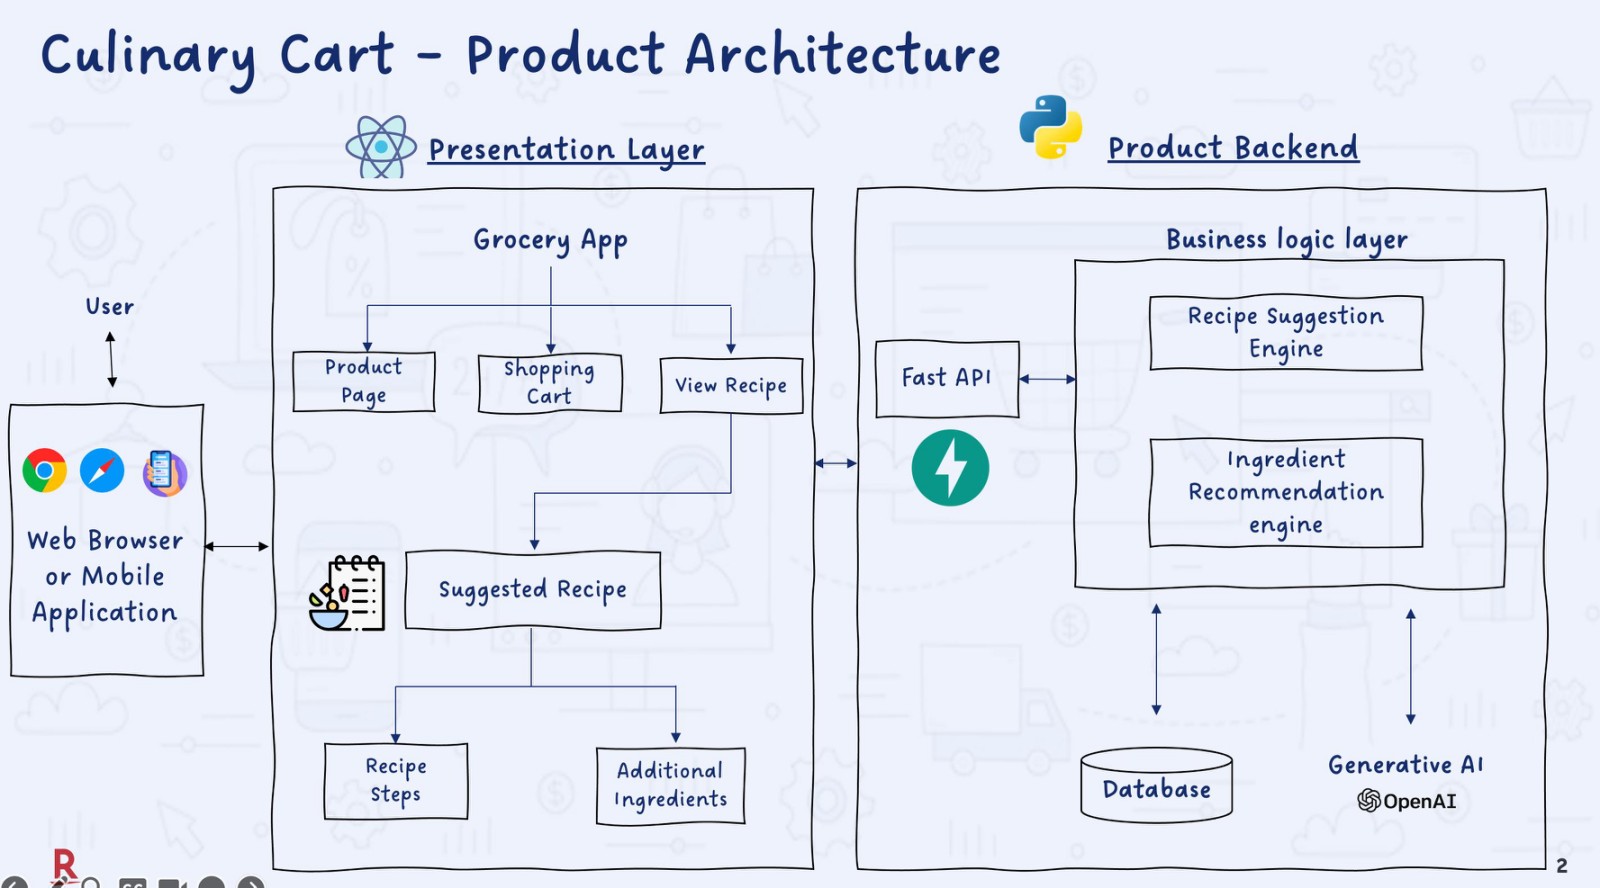 Culinary Cart - Product Architecture
Presentation Layer
Product Backend
Grocery App
Business logic layer
User
Product
Page
Shopping
Cart
View Recipe
Fast API
Recipe Suggestion
Engine
Ingredient
Recommendation
engine
Web Browser
or Mobile
Application
Suggested Recipe
Recipe
Steps
Additional
Ingredients
Database
Generative AI
OpenAI
R
2